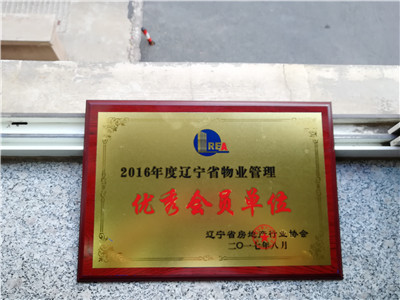 REA
2016年度辽宁省物业管理
优秀会员单位
辽宁省房地产行业协会
二〇一七年八月